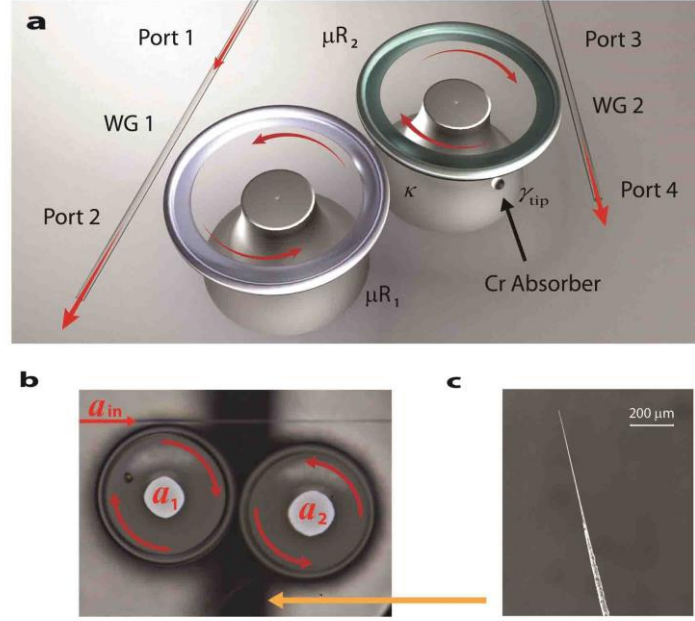 a
μR₂
Port 1
Port 3
WG 1
WG 2
Port 2
κ
γtip
Port 4
Cr Absorber
μR₁
b
c
a in
200 μm
a₁
a₂